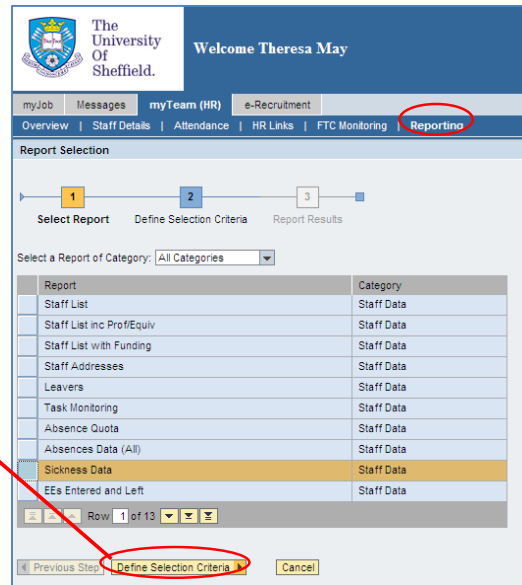 The
University
Of
Sheffield.
Welcome Theresa May
myJob Messages myTeam (HR) e-Recruitment
Overview | Staff Details | Attendance | HR Links | FTC Monitoring | Reporting
Report Selection
1 2 3
Select Report Define Selection Criteria Report Results
Select a Report of Category: All Categories
Report Category
Staff List Staff Data
Staff List inc Prof/Equiv Staff Data
Staff List with Funding Staff Data
Staff Addresses Staff Data
Leavers Staff Data
Task Monitoring Staff Data
Absence Quota Staff Data
Absences Data (All) Staff Data
Sickness Data Staff Data
EEs Entered and Left Staff Data
Row 1 of 13
Previous Step Define Selection Criteria Cancel